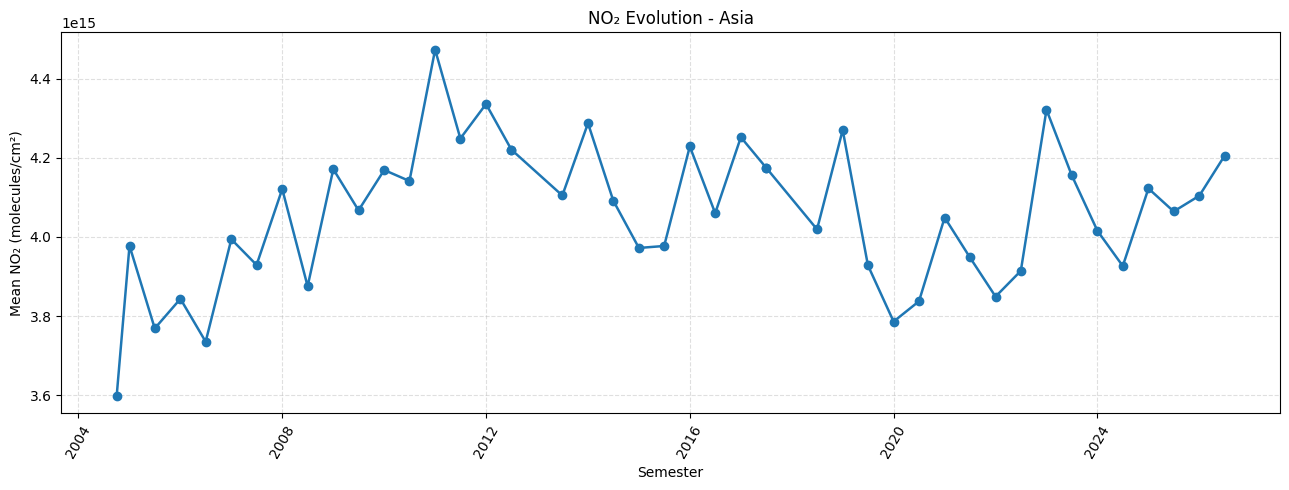 NO₂ Evolution - Asia
1e15
Mean NO₂ (molecules/cm²)
4.4
4.2
4.0
3.8
3.6
2004
2008
2012
2016
2020
2024
Semester